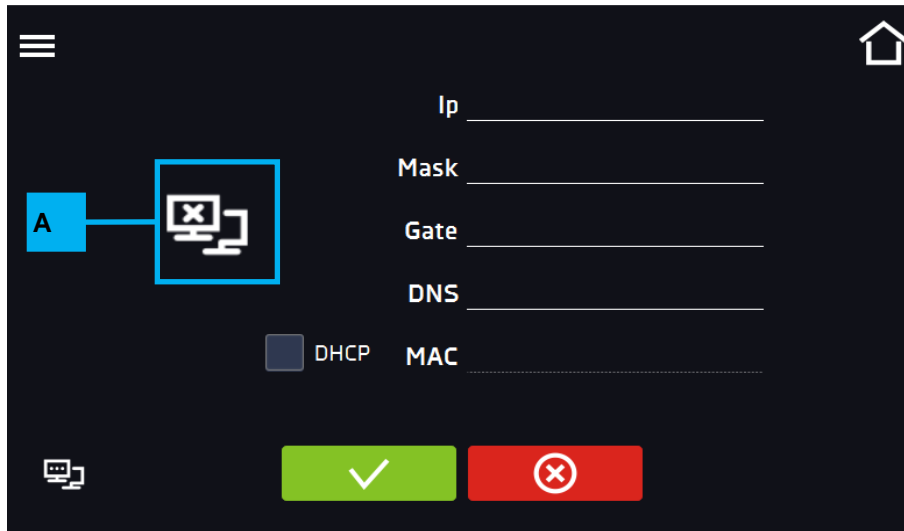 Ip
Mask
A
Gate
DNS
DHCP MAC